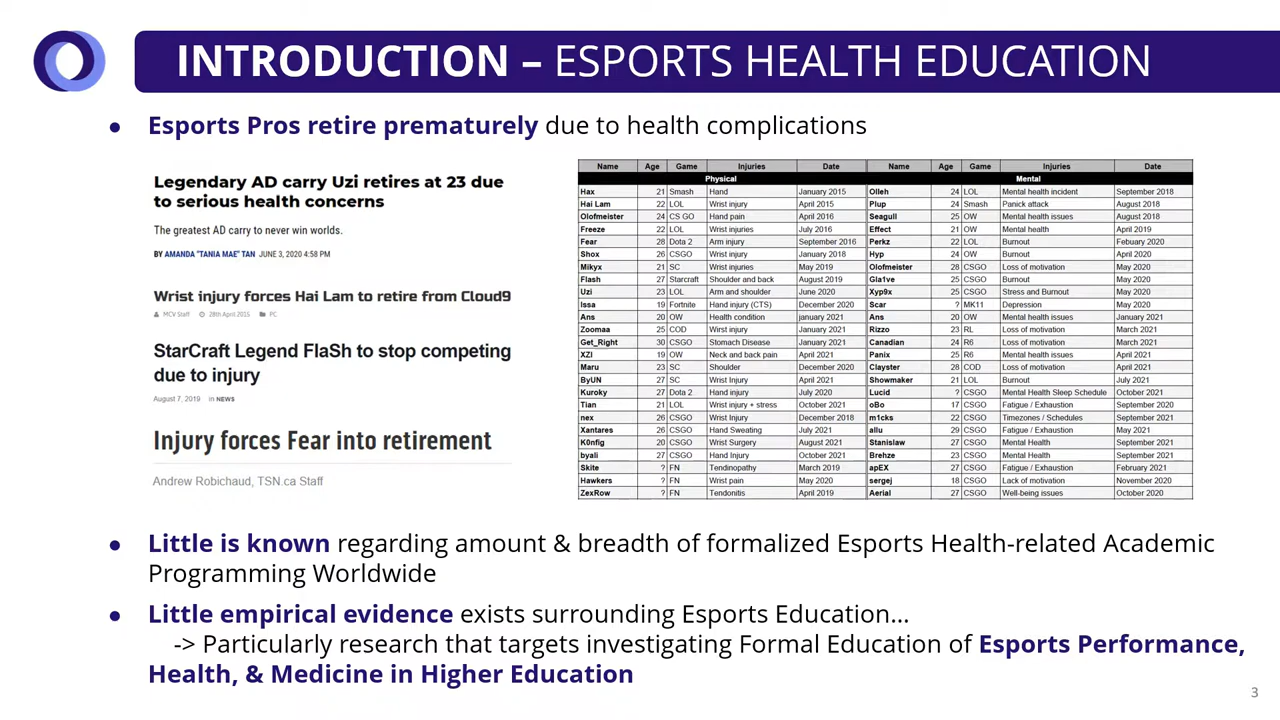 INTRODUCTION – ESPORTS HEALTH EDUCATION
● Esports Pros retire prematurely due to health complications
Legendary AD carry Uzi retires at 23 due
to serious health concerns
The greatest AD carry to never win worlds.
BY AMANDA "TANIA MAE" TAN JUNE 3, 2020 4:58 PM
Wrist injury forces Hai Lam to retire from Cloud9
MCV Staff 28th April 2015 PC
StarCraft Legend FlaSh to stop competing
due to injury
August 7, 2019 in NEWS
Injury forces Fear into retirement
Andrew Robichaud, TSN.ca Staff
Name Age Game Injuries Date Name Age Game Injuries Date
Physical Mental
Hax 21 Smash Hand January 2015 Olleh 24 LOL Mental health incident September 2018
Hai Lam 22 LOL Wrist injury April 2015 Plup 24 Smash Panick attack August 2018
Olofmeister 24 CS GO Hand pain April 2016 Seagull 25 OW Mental health issues August 2018
Freeze 22 LOL Wrist injuries July 2016 Effect 21 OW Mental health April 2019
Fear 28 Dota 2 Arm injury September 2016 Perkz 22 LOL Burnout Febuary 2020
Shox 26 CSGO Wrist injury January 2018 Hyp 24 OW Burnout April 2020
Mikyx 21 SC Wrist injuries May 2019 Olofmeister 28 CSGO Loss of motivation May 2020
Flash 27 Starcraft Shoulder and back August 2019 Gla1ve 25 CSGO Burnout May 2020
Uzi 23 LOL Arm and shoulder June 2020 Xyp9x 25 CSGO Stress and Burnout May 2020
Issa 19 Fortnite Hand injury (CTS) December 2020 Scar ? MK11 Depression May 2020
Ans 20 OW Health condition january 2021 Ans 20 OW Mental health issues January 2021
Zoomaa 25 COD Wirst injury January 2021 Rizzo 23 RL Loss of motivation March 2021
Get_Right 30 CSGO Stomach Disease January 2021 Canadian 24 R6 Loss of motivation March 2021
XZI 19 OW Neck and back pain April 2021 Panix 25 R6 Mental health issues April 2021
Maru 23 SC Shoulder December 2020 Clayster 28 COD Loss of motivation April 2021
ByUN 27 SC Wrist Injury April 2021 Showmaker 21 LOL Burnout July 2021
Kuroky 27 Dota 2 Hand injury July 2020 Lucid ? CSGO Mental Health Sleep Schedule October 2021
Tian 21 LOL Wrist injury + stress October 2021 oBo 17 CSGO Fatigue / Exhaustion September 2020
nex 26 CSGO Wrist Injury December 2018 m1cks 22 CSGO Timezones / Schedules September 2021
Xantares 26 CSGO Hand Sweating July 2021 allu 29 CSGO Fatigue / Exhaustion May 2021
K0nfig 20 CSGO Wrist Surgery August 2021 Stanislaw 27 CSGO Mental Health September 2021
byali 27 CSGO Hand Injury October 2021 Brehze 23 CSGO Mental Health September 2021
Skite ? FN Tendinopathy March 2019 apEX 27 CSGO Fatigue / Exhaustion February 2021
Hawkers ? FN Wrist pain May 2020 sergej 18 CSGO Lack of motivation November 2020
ZexRow ? FN Tendonitis April 2019 Aerial 27 CSGO Well-being issues October 2020
● Little is known regarding amount & breadth of formalized Esports Health-related Academic
Programming Worldwide
● Little empirical evidence exists surrounding Esports Education...
-> Particularly research that targets investigating Formal Education of Esports Performance,
Health, & Medicine in Higher Education
3